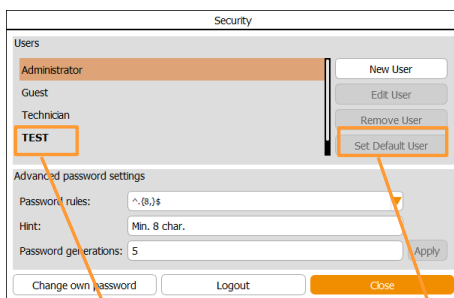 Security
Users
Administrator
Guest
Technician
TEST
New User
Edit User
Remove User
Set Default User
Advanced password settings
Password rules: ^.{8,}$
Hint: Min. 8 char.
Password generations: 5 Apply
Change own password Logout Close